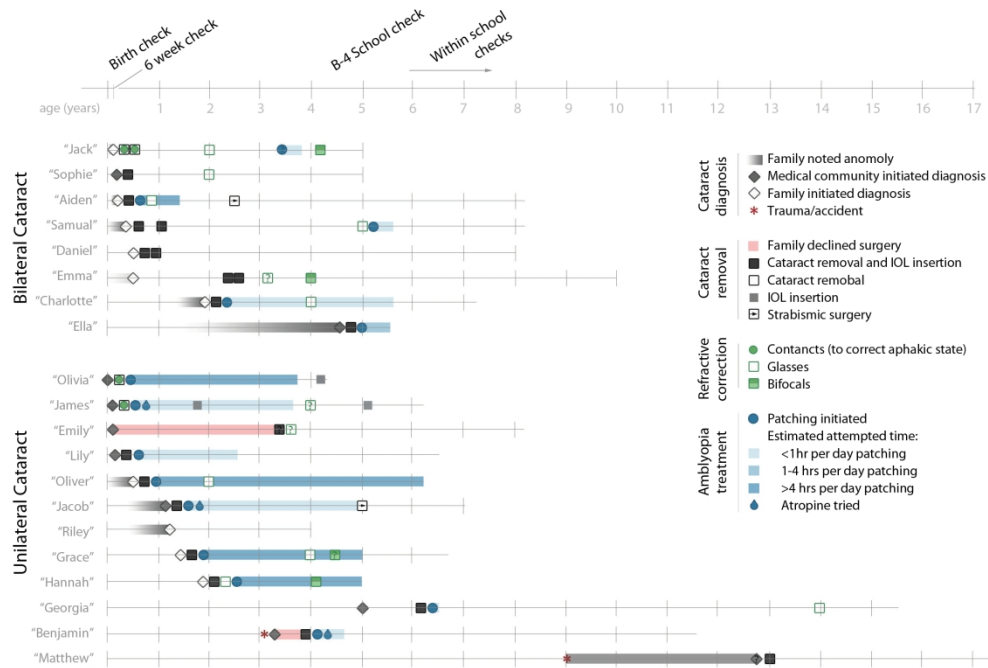 Birth check
6 week check
B-4 School check
Within school
checks
age (years) 1 2 3 4 5 6 7 8 9 10 11 12 13 14 15 16 17
Bilateral Cataract
"Jack"
"Sophie"
"Aiden"
"Samual"
"Daniel"
"Emma"
?
"Charlotte"
"Ella"
Unilateral Cataract
"Olivia"
"James"
?
"Emily"
?
"Lily"
"Oliver"
"Jacob"
"Riley"
"Grace"
"Hannah"
"Georgia"
"Benjamin"
"Matthew"
Cataract
diagnosis
Family noted anomoly
Medical community initiated diagnosis
Family initiated diagnosis
Trauma/accident
Cataract
removal
Family declined surgery
Cataract removal and IOL insertion
Cataract remobal
IOL insertion
Strabismic surgery
Refractive
correction
Contancts (to correct aphakic state)
Glasses
Bifocals
Amblyopia
treatment
Patching initiated
Estimated attempted time:
<1hr per day patching
1-4 hrs per day patching
>4 hrs per day patching
Atropine tried